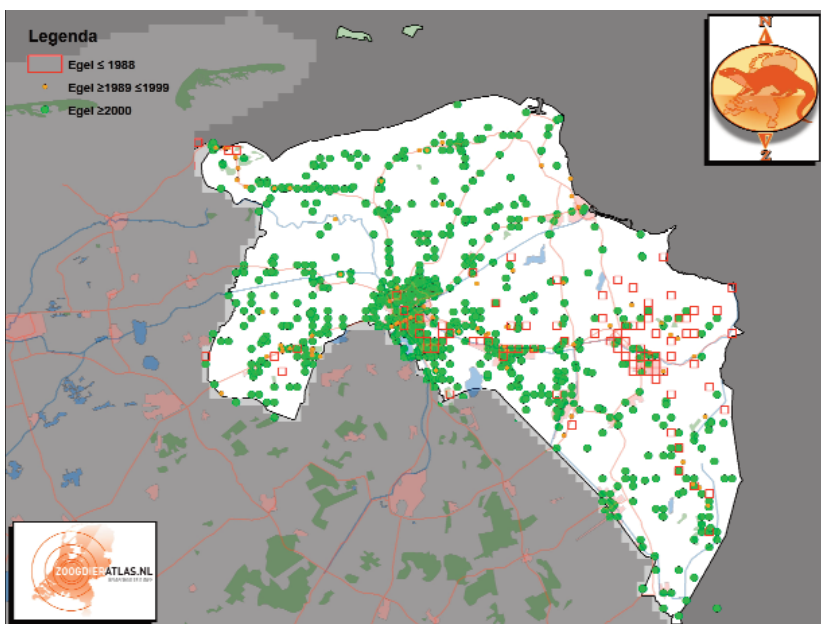 Legenda
Egel ≤ 1988
Egel ≥1989 ≤1999
Egel ≥2000
N
Z
ZOOGDIERATLAS.NL